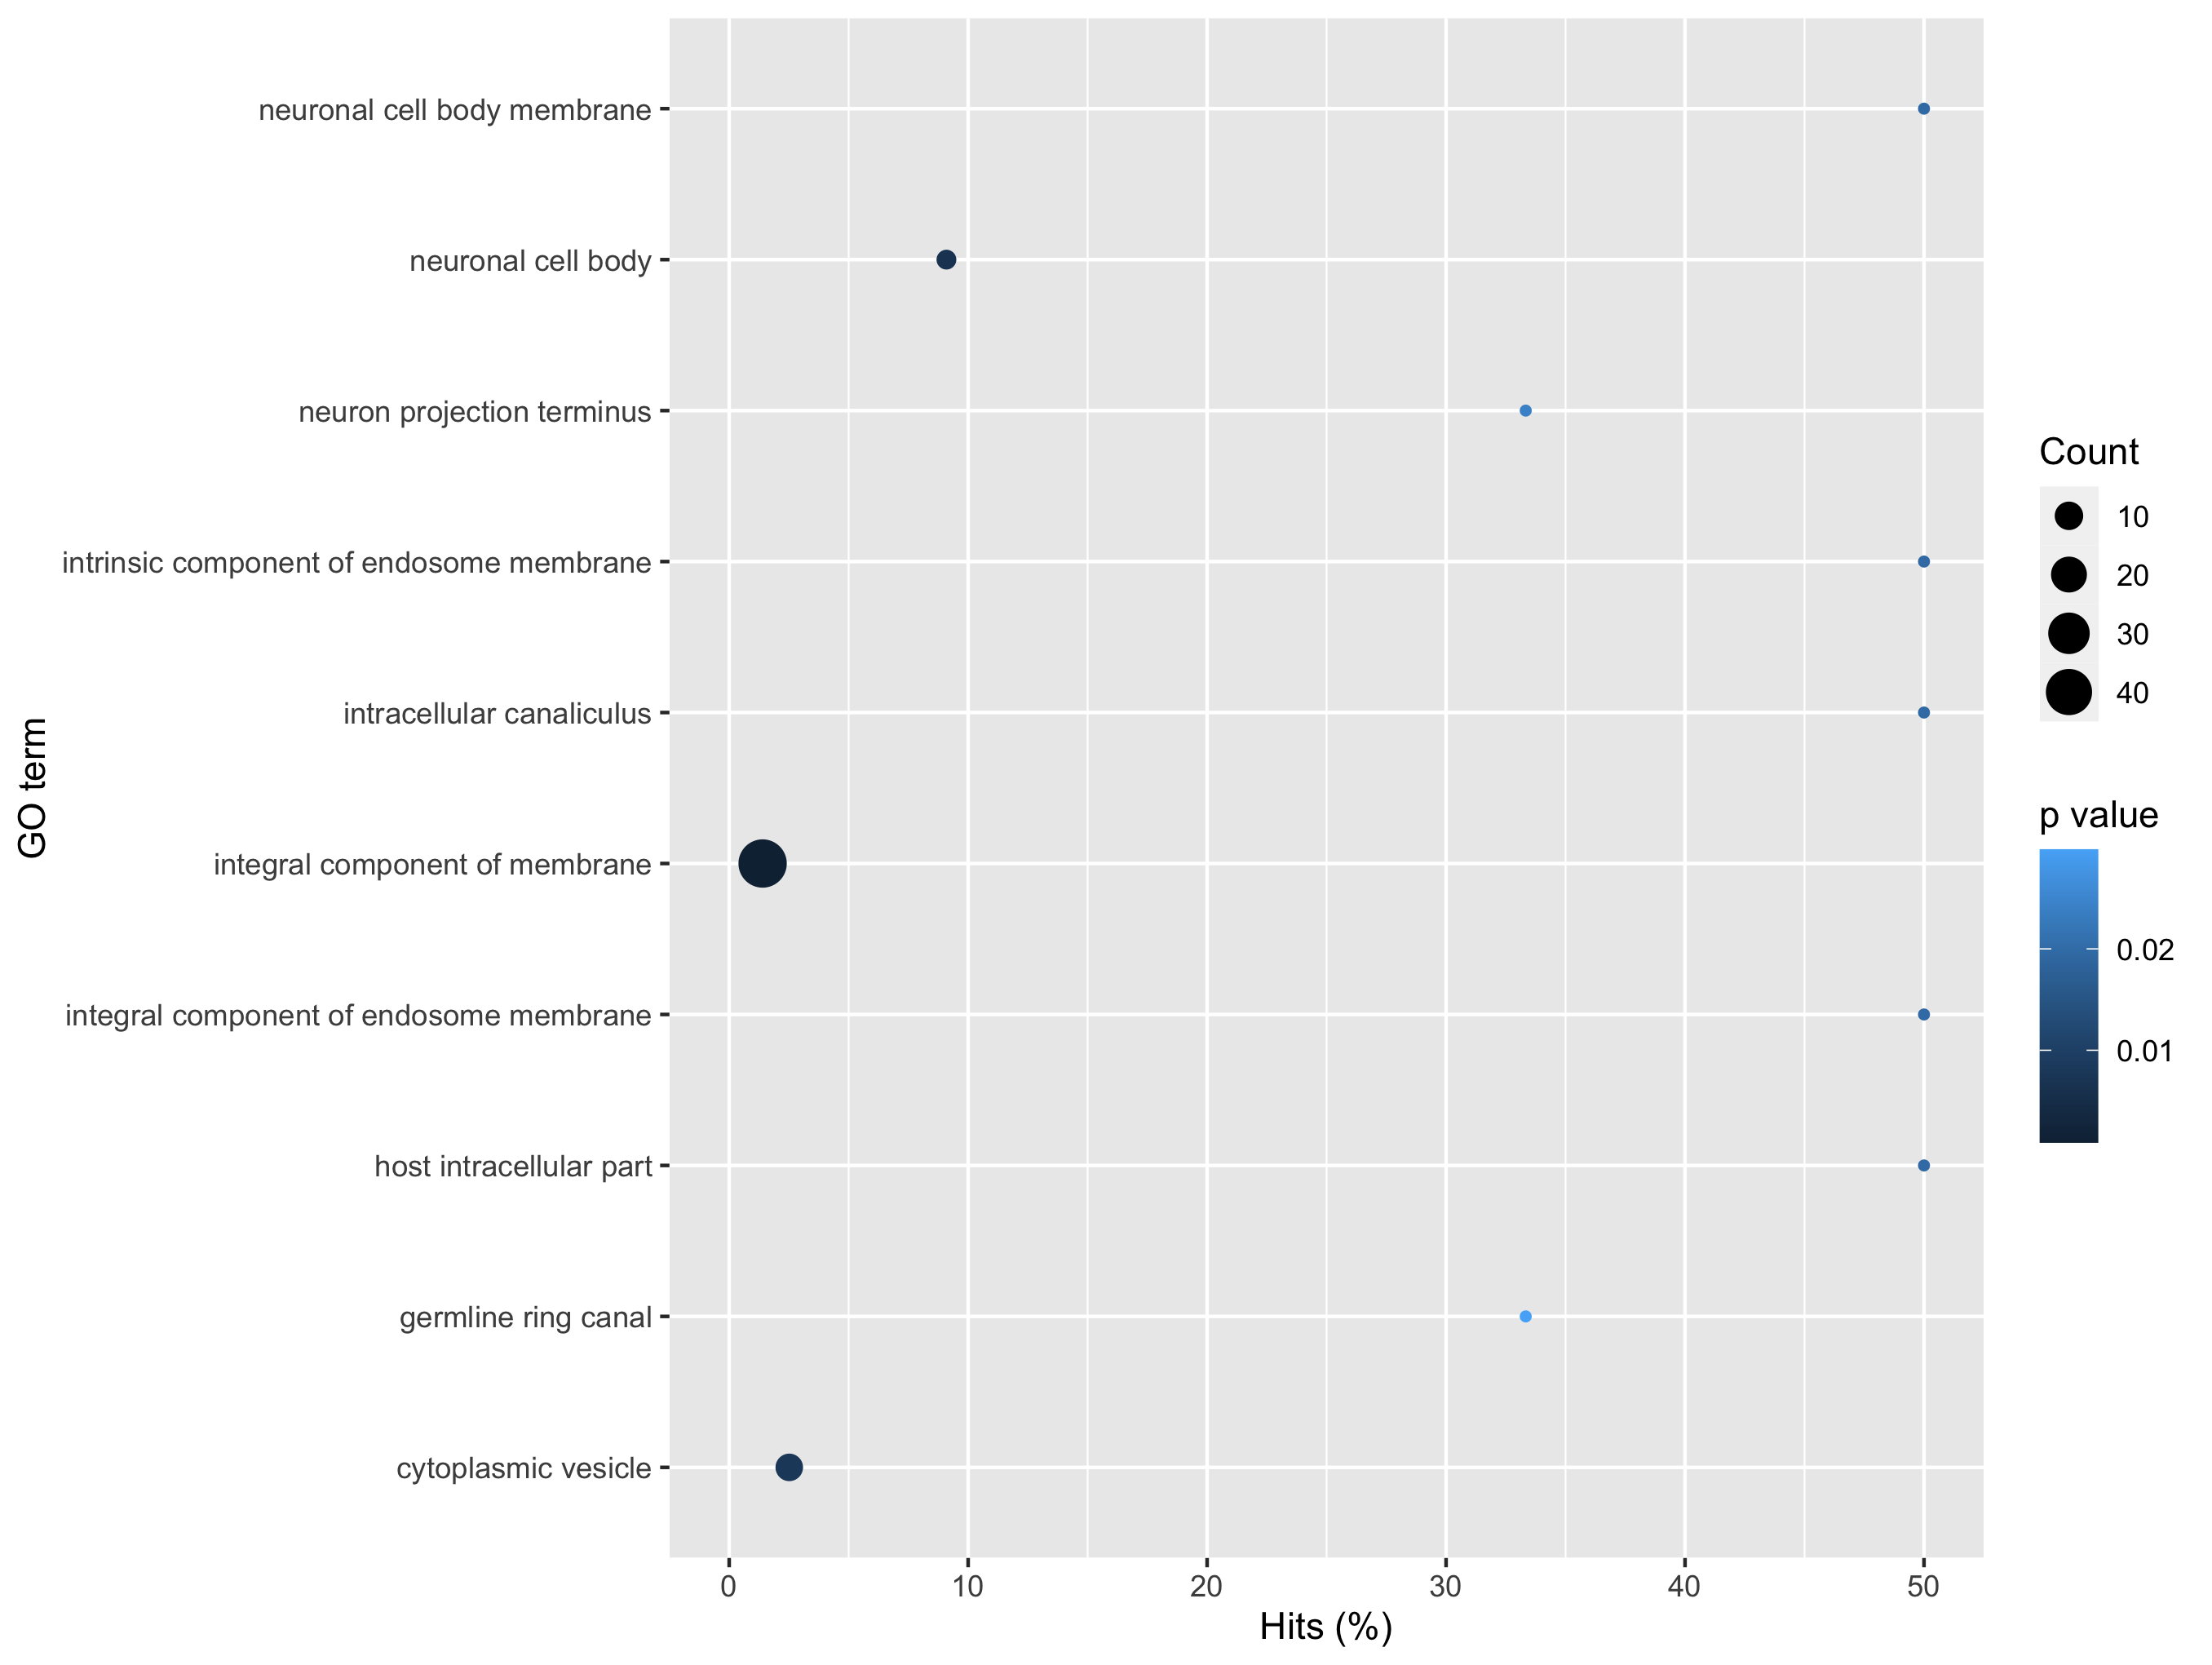 neuronal cell body membrane
neuronal cell body
neuron projection terminus
intrinsic component of endosome membrane
intracellular canaliculus
integral component of membrane
integral component of endosome membrane
host intracellular part
germline ring canal
cytoplasmic vesicle
GO term
0 10 20 30 40 50
Hits (%)
Count
10
20
30
40
p value
0.02
0.01